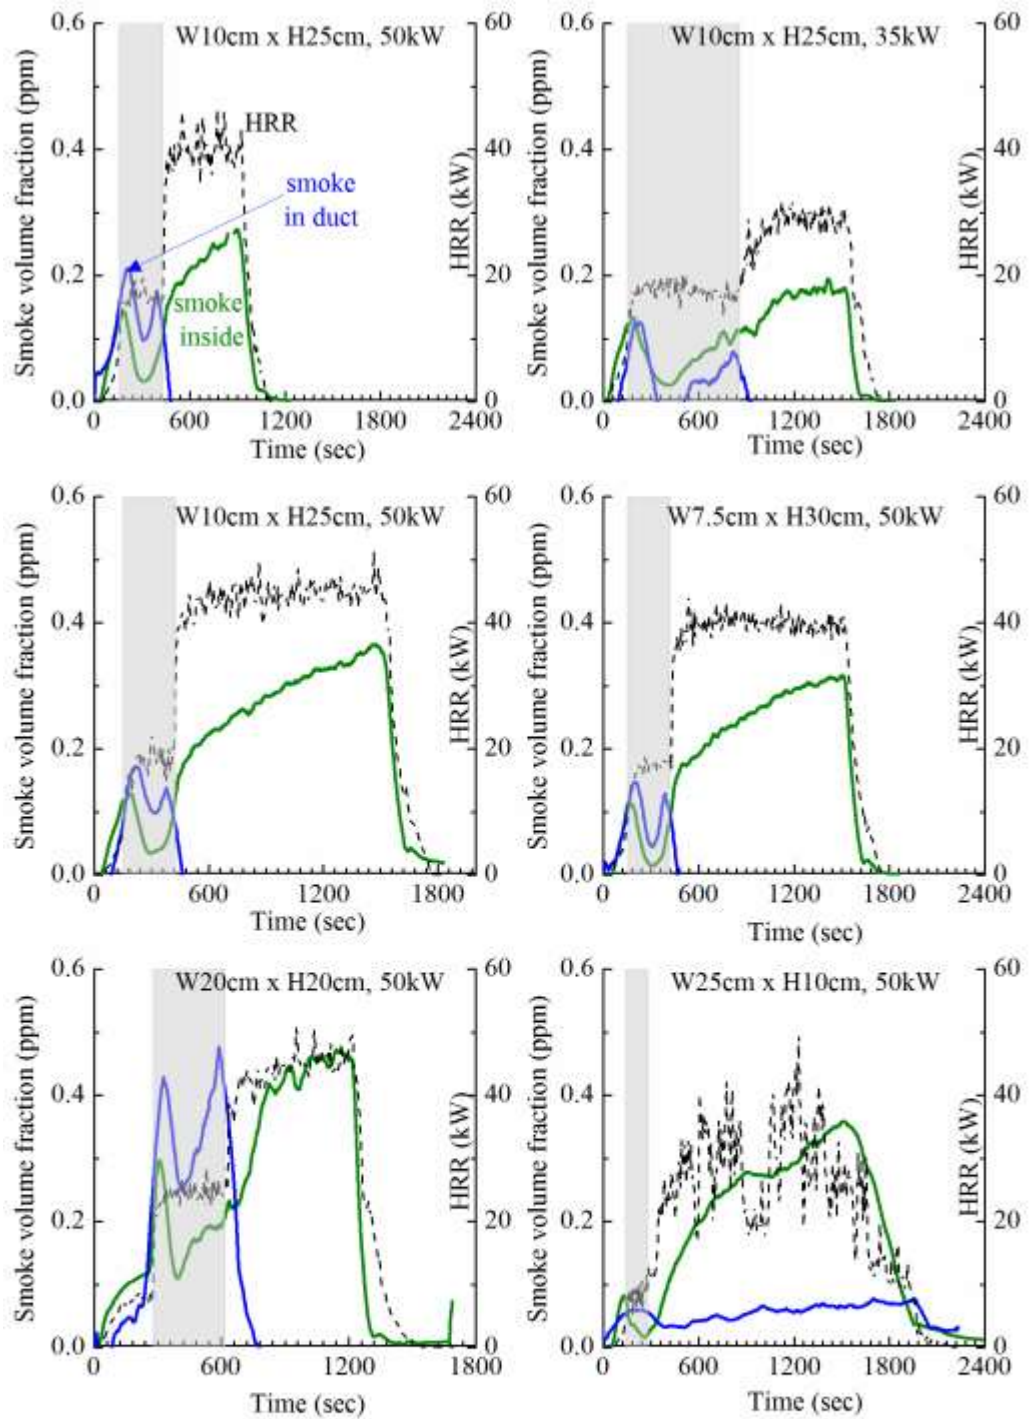 W10cm x H25cm, 50kW
Smoke volume fraction (ppm)
0.6
0.4
0.2
0.0
60
40
20
0
HRR (kW)
HRR
smoke
in duct
smoke
inside
0 600 1200 1800 2400
Time (sec)
W10cm x H25cm, 35kW
Smoke volume fraction (ppm)
0.6
0.4
0.2
0.0
60
40
20
0
HRR (kW)
0 600 1200 1800 2400
Time (sec)
W10cm x H25cm, 50kW
Smoke volume fraction (ppm)
0.6
0.4
0.2
0.0
60
40
20
0
HRR (kW)
0 600 1200 1800
Time (sec)
W7.5cm x H30cm, 50kW
Smoke volume fraction (ppm)
0.6
0.4
0.2
0.0
60
40
20
0
HRR (kW)
0 600 1200 1800 2400
Time (sec)
W20cm x H20cm, 50kW
Smoke volume fraction (ppm)
0.6
0.4
0.2
0.0
60
40
20
0
HRR (kW)
0 600 1200 1800
Time (sec)
W25cm x H10cm, 50kW
Smoke volume fraction (ppm)
0.6
0.4
0.2
0.0
60
40
20
0
HRR (kW)
0 600 1200 1800 2400
Time (sec)